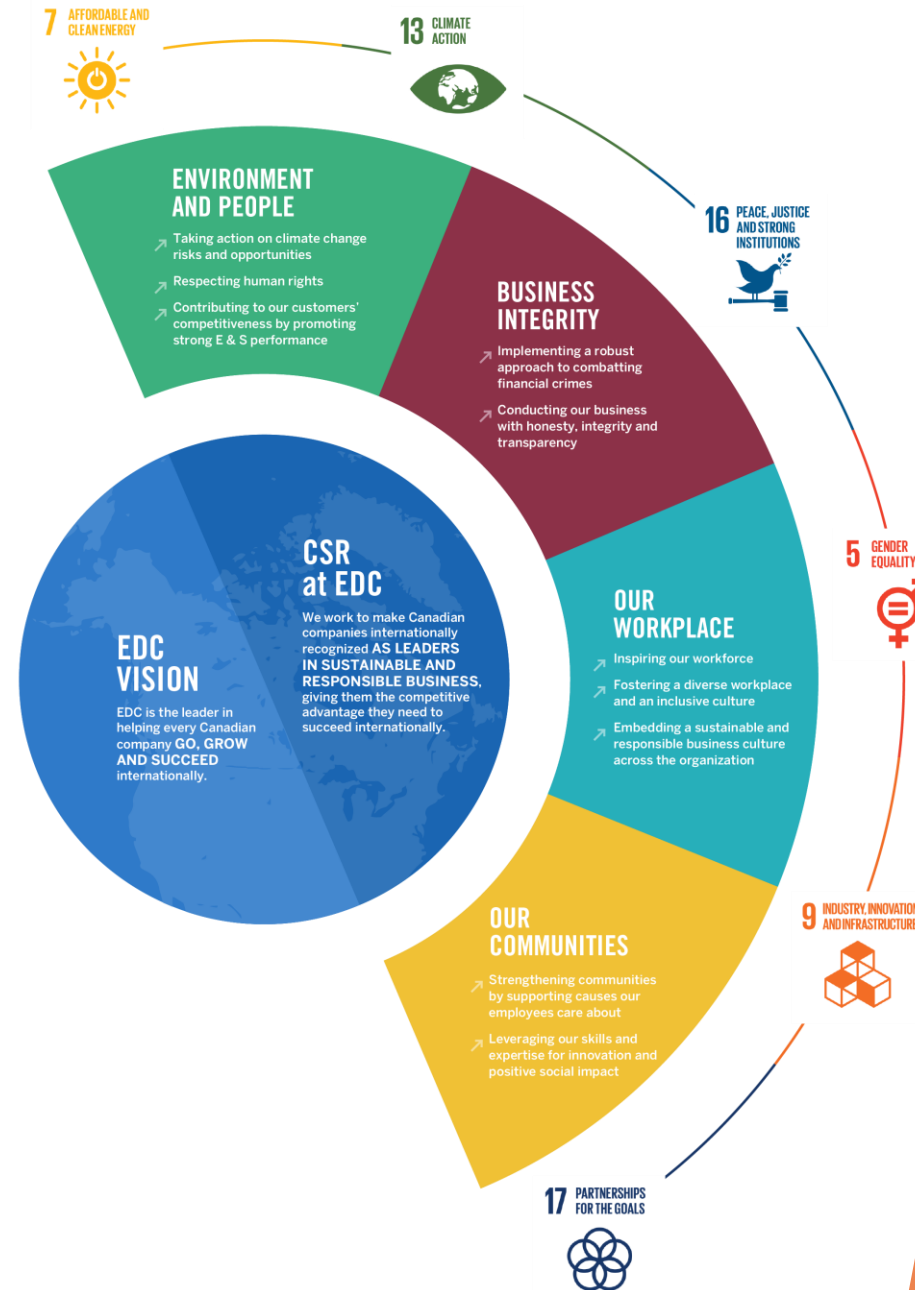 7 AFFORDABLE AND
CLEAN ENERGY
13 CLIMATE
ACTION
ENVIRONMENT
AND PEOPLE
Taking action on climate change
risks and opportunities
Respecting human rights
Contributing to our customers'
competitiveness by promoting
strong E & S performance
16 PEACE, JUSTICE
AND STRONG
INSTITUTIONS
BUSINESS
INTEGRITY
Implementing a robust
approach to combatting
financial crimes
Conducting our business
with honesty, integrity and
transparency
5 GENDER
EQUALITY
CSR
at EDC
We work to make Canadian
companies internationally
recognized AS LEADERS
IN SUSTAINABLE AND
RESPONSIBLE BUSINESS,
giving them the competitive
advantage they need to
succeed internationally.
EDC
VISION
EDC is the leader in
helping every Canadian
company GO, GROW
AND SUCCEED
internationally.
OUR
WORKPLACE
Inspiring our workforce
Fostering a diverse workplace
and an inclusive culture
Embedding a sustainable and
responsible business culture
across the organization
9 INDUSTRY, INNOVATION
AND INFRASTRUCTURE
OUR
COMMUNITIES
Strengthening communities
by supporting causes our
employees care about
Leveraging our skills and
expertise for innovation and
positive social impact
17 PARTNERSHIPS
FOR THE GOALS